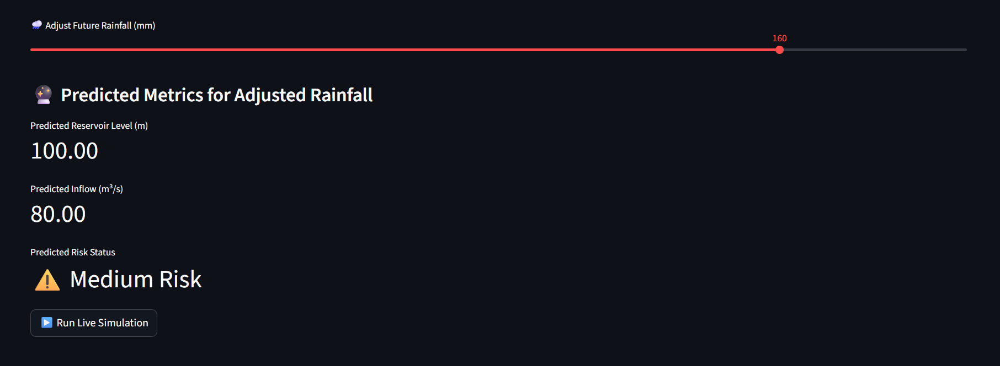 Adjust Future Rainfall (mm)
160
Predicted Metrics for Adjusted Rainfall
Predicted Reservoir Level (m)
100.00
Predicted Inflow (m³/s)
80.00
Predicted Risk Status
Medium Risk
Run Live Simulation